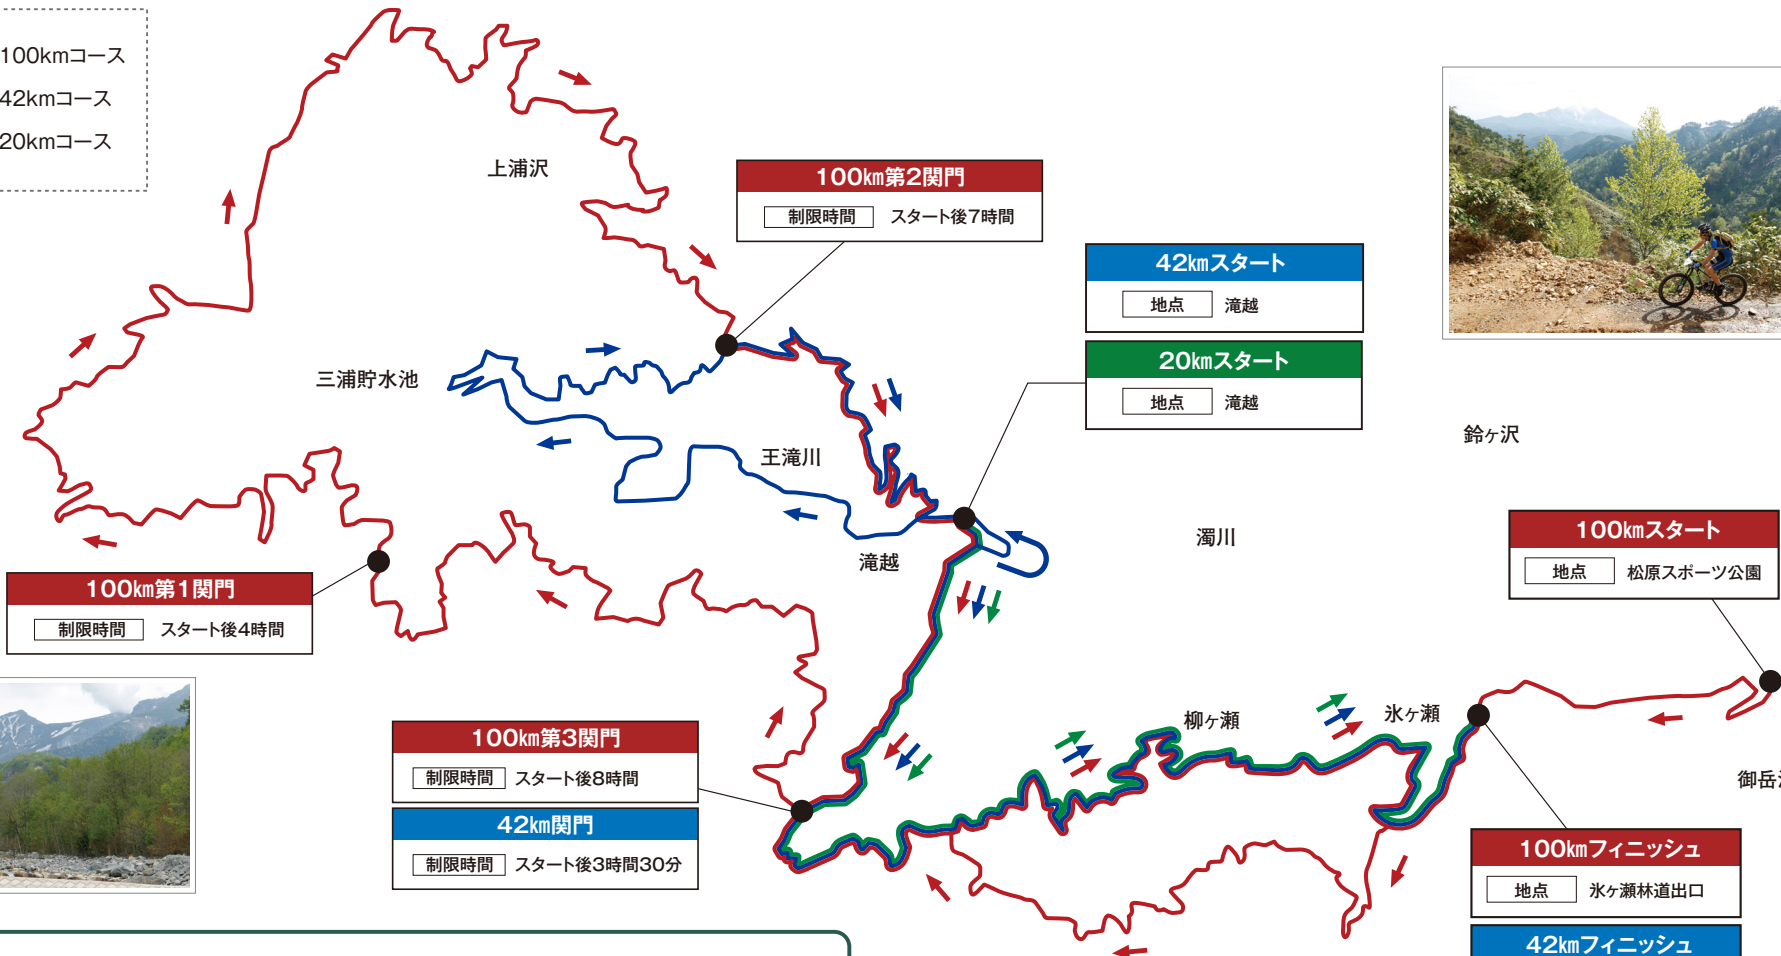 100kmコース
42kmコース
20kmコース
上浦沢
100km第2関門
制限時間 スタート後7時間
42kmスタート
地点 滝越
20kmスタート
地点 滝越
三浦貯水池
王滝川
鈴ヶ沢
濁川
滝越
100kmスタート
地点 松原スポーツ公園
100km第1関門
制限時間 スタート後4時間
100km第3関門
制限時間 スタート後8時間
42km関門
制限時間 スタート後3時間30分
柳ヶ瀬
氷ヶ瀬
御岳
100kmフィニッシュ
地点 氷ヶ瀬林道出口
42kmフィニッシュ